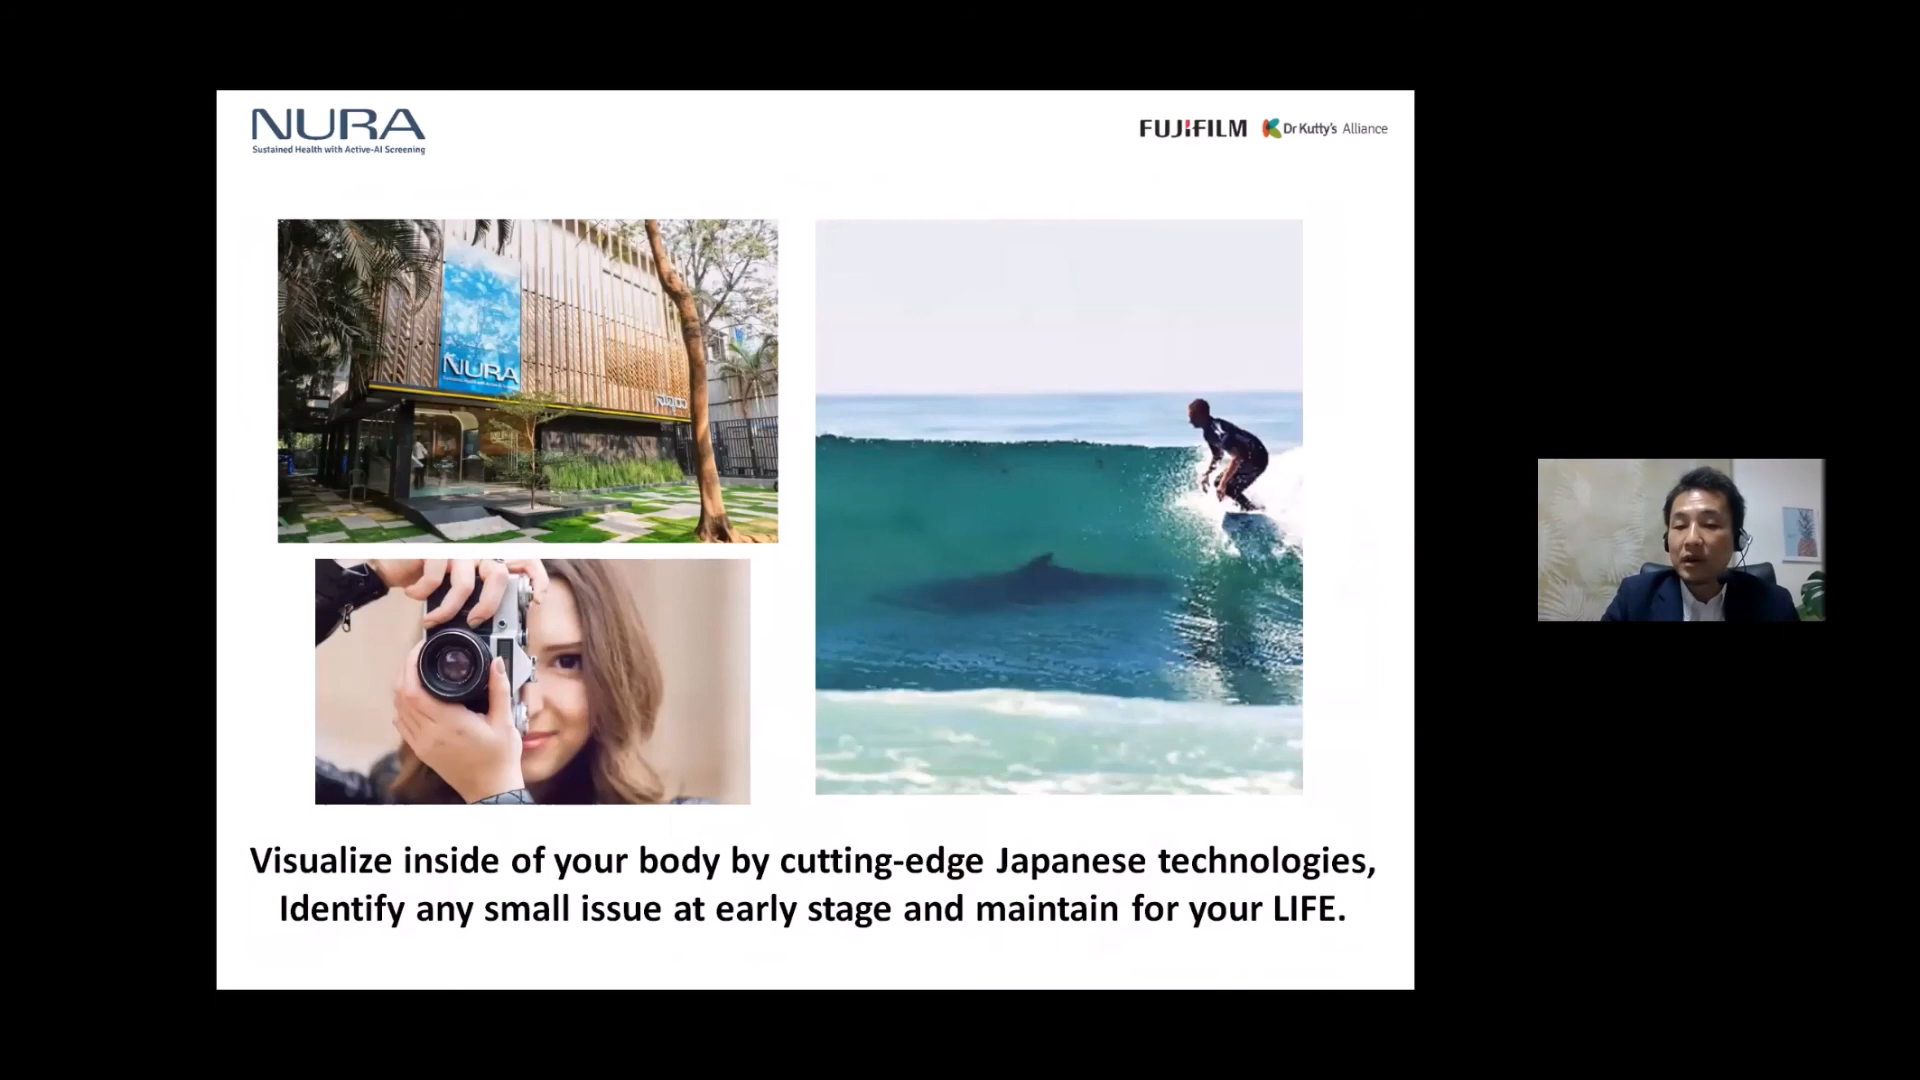 NURA
Sustained Health with Active-AI Screening
FUJIFILM
Dr Kutty's Alliance
NURA
Visualize inside of your body by cutting-edge Japanese technologies,
Identify any small issue at early stage and maintain for your LIFE.